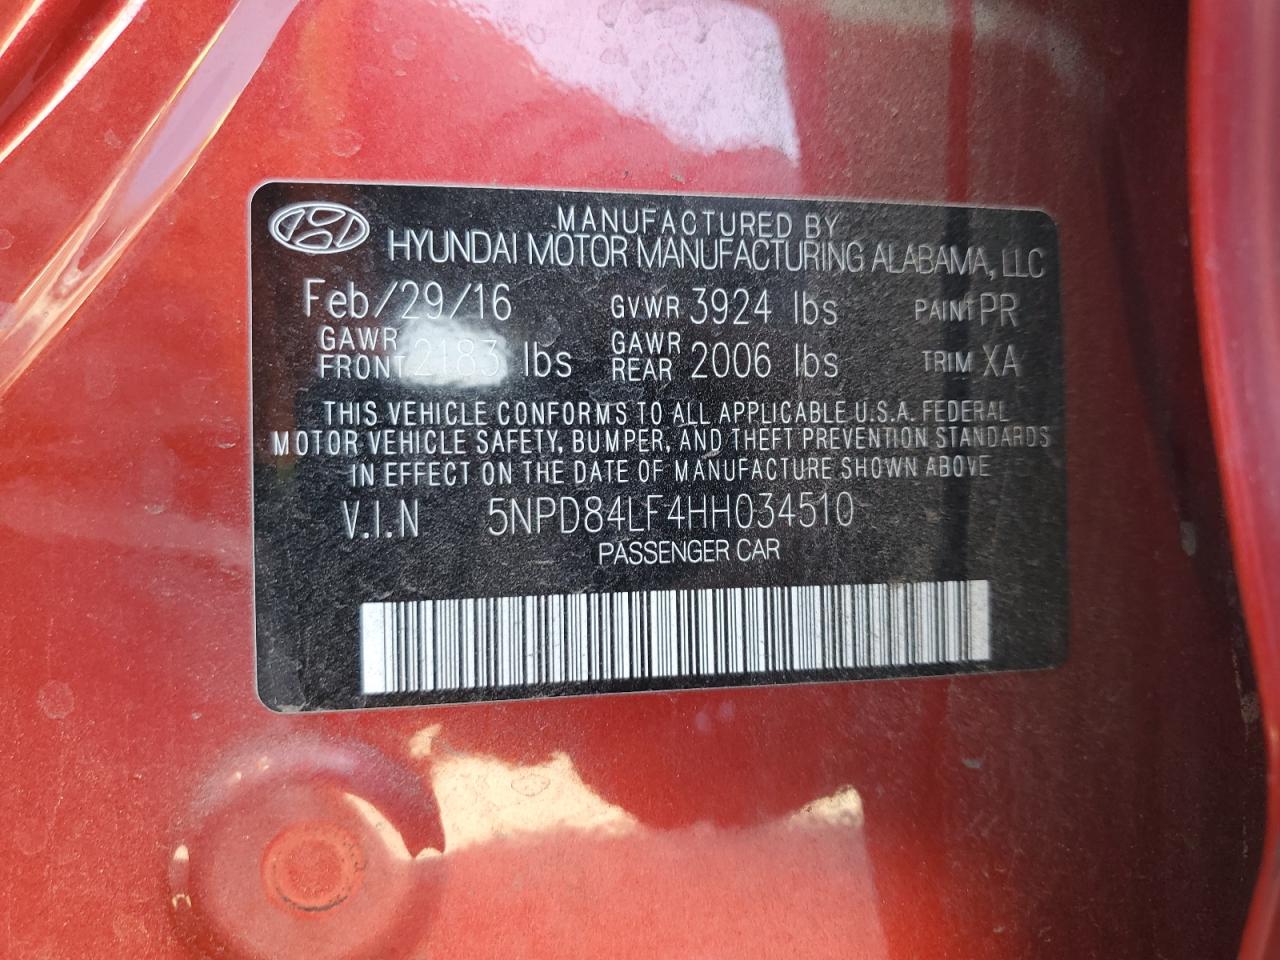 MANUFACTURED BY
HYUNDAI MOTOR MANUFACTURING ALABAMA, LLC
Feb/29/16 GVWR 3924 lbs PAINT PR
GAWR FRONT 2183 lbs GAWR REAR 2006 lbs TRIM XA
THIS VEHICLE CONFORMS TO ALL APPLICABLE U.S.A. FEDERAL
MOTOR VEHICLE SAFETY, BUMPER, AND THEFT PREVENTION STANDARDS
IN EFFECT ON THE DATE OF MANUFACTURE SHOWN ABOVE
V.I.N 5NPD84LF4HH034510
PASSENGER CAR